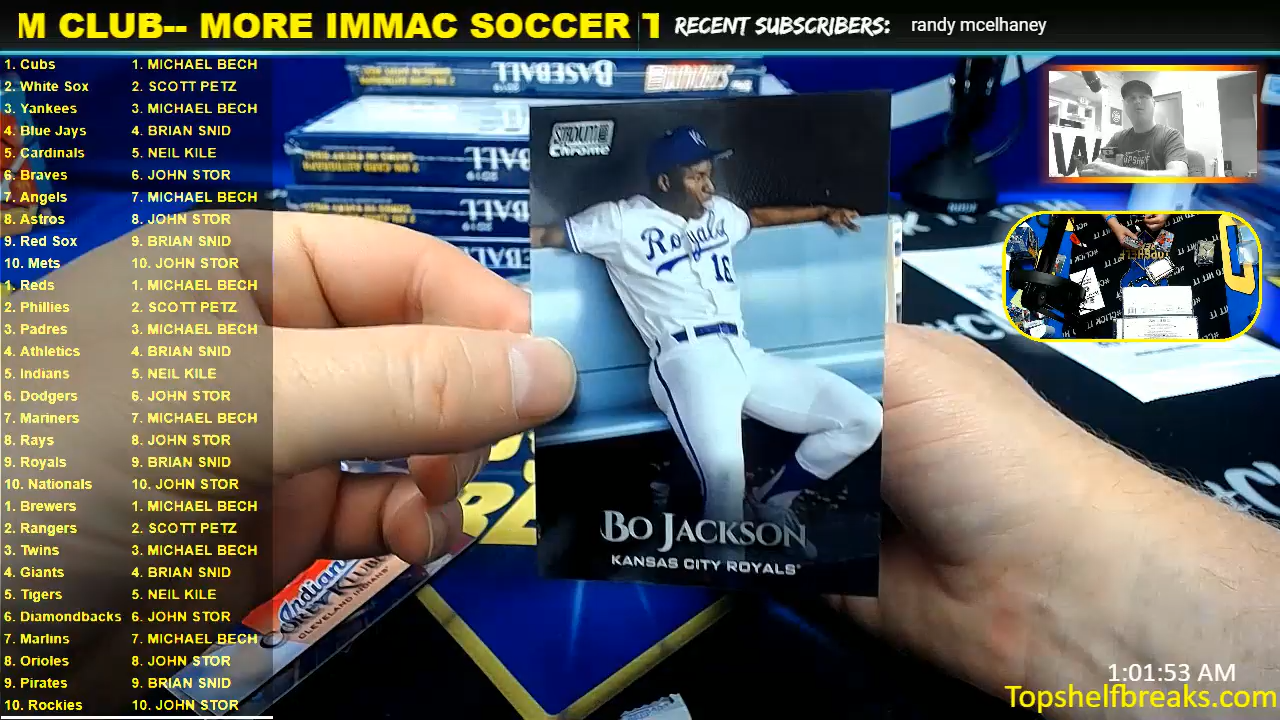 M CLUB-- MORE IMMAC SOCCER T
RECENT SUBSCRIBERS: randy mcelhaney
1. Cubs 1. MICHAEL BECH
2. White Sox 2. SCOTT PETZ
3. Yankees 3. MICHAEL BECH
4. Blue Jays 4. BRIAN SNID
5. Cardinals 5. NEIL KILE
6. Braves 6. JOHN STOR
7. Angels 7. MICHAEL BECH
8. Astros 8. JOHN STOR
9. Red Sox 9. BRIAN SNID
10. Mets 10. JOHN STOR
1. Reds 1. MICHAEL BECH
2. Phillies 2. SCOTT PETZ
3. Padres 3. MICHAEL BECH
4. Athletics 4. BRIAN SNID
5. Indians 5. NEIL KILE
6. Dodgers 6. JOHN STOR
7. Mariners 7. MICHAEL BECH
8. Rays 8. JOHN STOR
9. Royals 9. BRIAN SNID
10. Nationals 10. JOHN STOR
1. Brewers 1. MICHAEL BECH
2. Rangers 2. SCOTT PETZ
3. Twins 3. MICHAEL BECH
4. Giants 4. BRIAN SNID
5. Tigers 5. NEIL KILE
6. Diamondbacks 6. JOHN STOR
7. Marlins 7. MICHAEL BECH
8. Orioles 8. JOHN STOR
9. Pirates 9. BRIAN SNID
10. Rockies 10. JOHN STOR
BASEBALL
2019
STADIUM
Chrome
KC
Royals
16
BO JACKSON
KANSAS CITY ROYALS
Indians
COREY KLUB
CLEVELAND INDIANS
1:01:53 AM
Topshelfbreaks.com